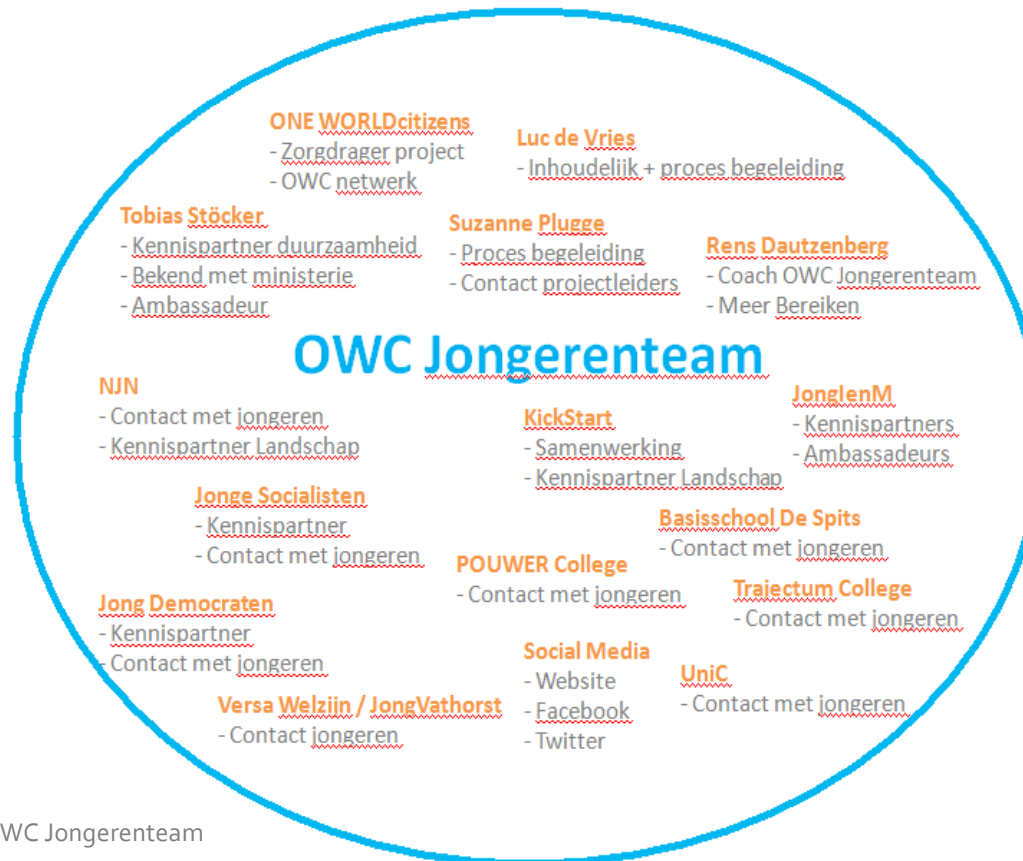 ONE WORLDcitizens
- Zorgdrager project
- OWC netwerk
Luc de Vries
- Inhoudelijk + proces begeleiding
Tobias Stöcker
- Kennispartner duurzaamheid
- Bekend met ministerie
- Ambassadeur
Suzanne Plugge
- Proces begeleiding
- Contact projectleiders
Rens Dautzenberg
- Coach OWC Jongerenteam
- Meer Bereiken
OWC Jongerenteam
NJN
- Contact met jongeren
- Kennispartner Landschap
KickStart
- Samenwerking
- Kennispartner Landschap
JongIenM
- Kennispartners
- Ambassadeurs
Jonge Socialisten
- Kennispartner
- Contact met jongeren
Basisschool De Spits
- Contact met jongeren
POUWER College
- Contact met jongeren
Trajectum College
- Contact met jongeren
Jong Democraten
- Kennispartner
- Contact met jongeren
Social Media
- Website
- Facebook
- Twitter
UniC
- Contact met jongeren
Versa Welzijn / JongVathorst
- Contact jongeren
WC Jongerenteam